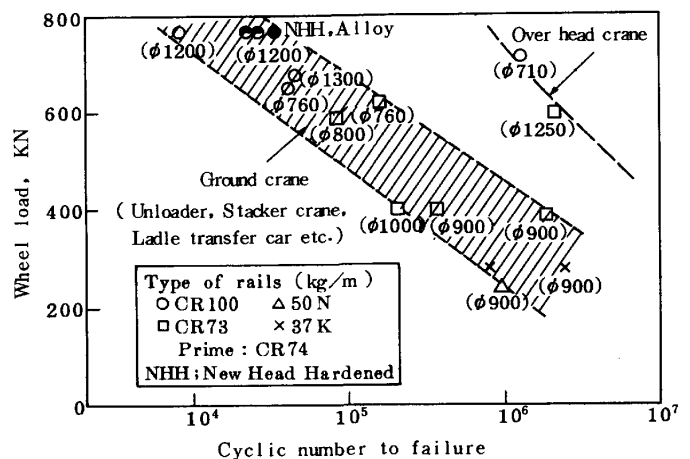 800
600
400
200
0
Wheel load, KN
10⁴
10⁵
10⁶
10⁷
Cyclic number to failure
NHH, Alloy
(φ1200)
(φ1200)
(φ1300)
(φ760)
(φ760)
(φ800)
(φ710)
Over head crane
(φ1250)
Ground crane
(Unloader, Stacker crane,
Ladle transfer car etc.)
(φ1000)
(φ900)
(φ900)
(φ900)
(φ900)
Type of rails (kg/m)
○ CR100 △ 50N
□ CR73 × 37K
Prime : CR74
NHH ; New Head Hardened